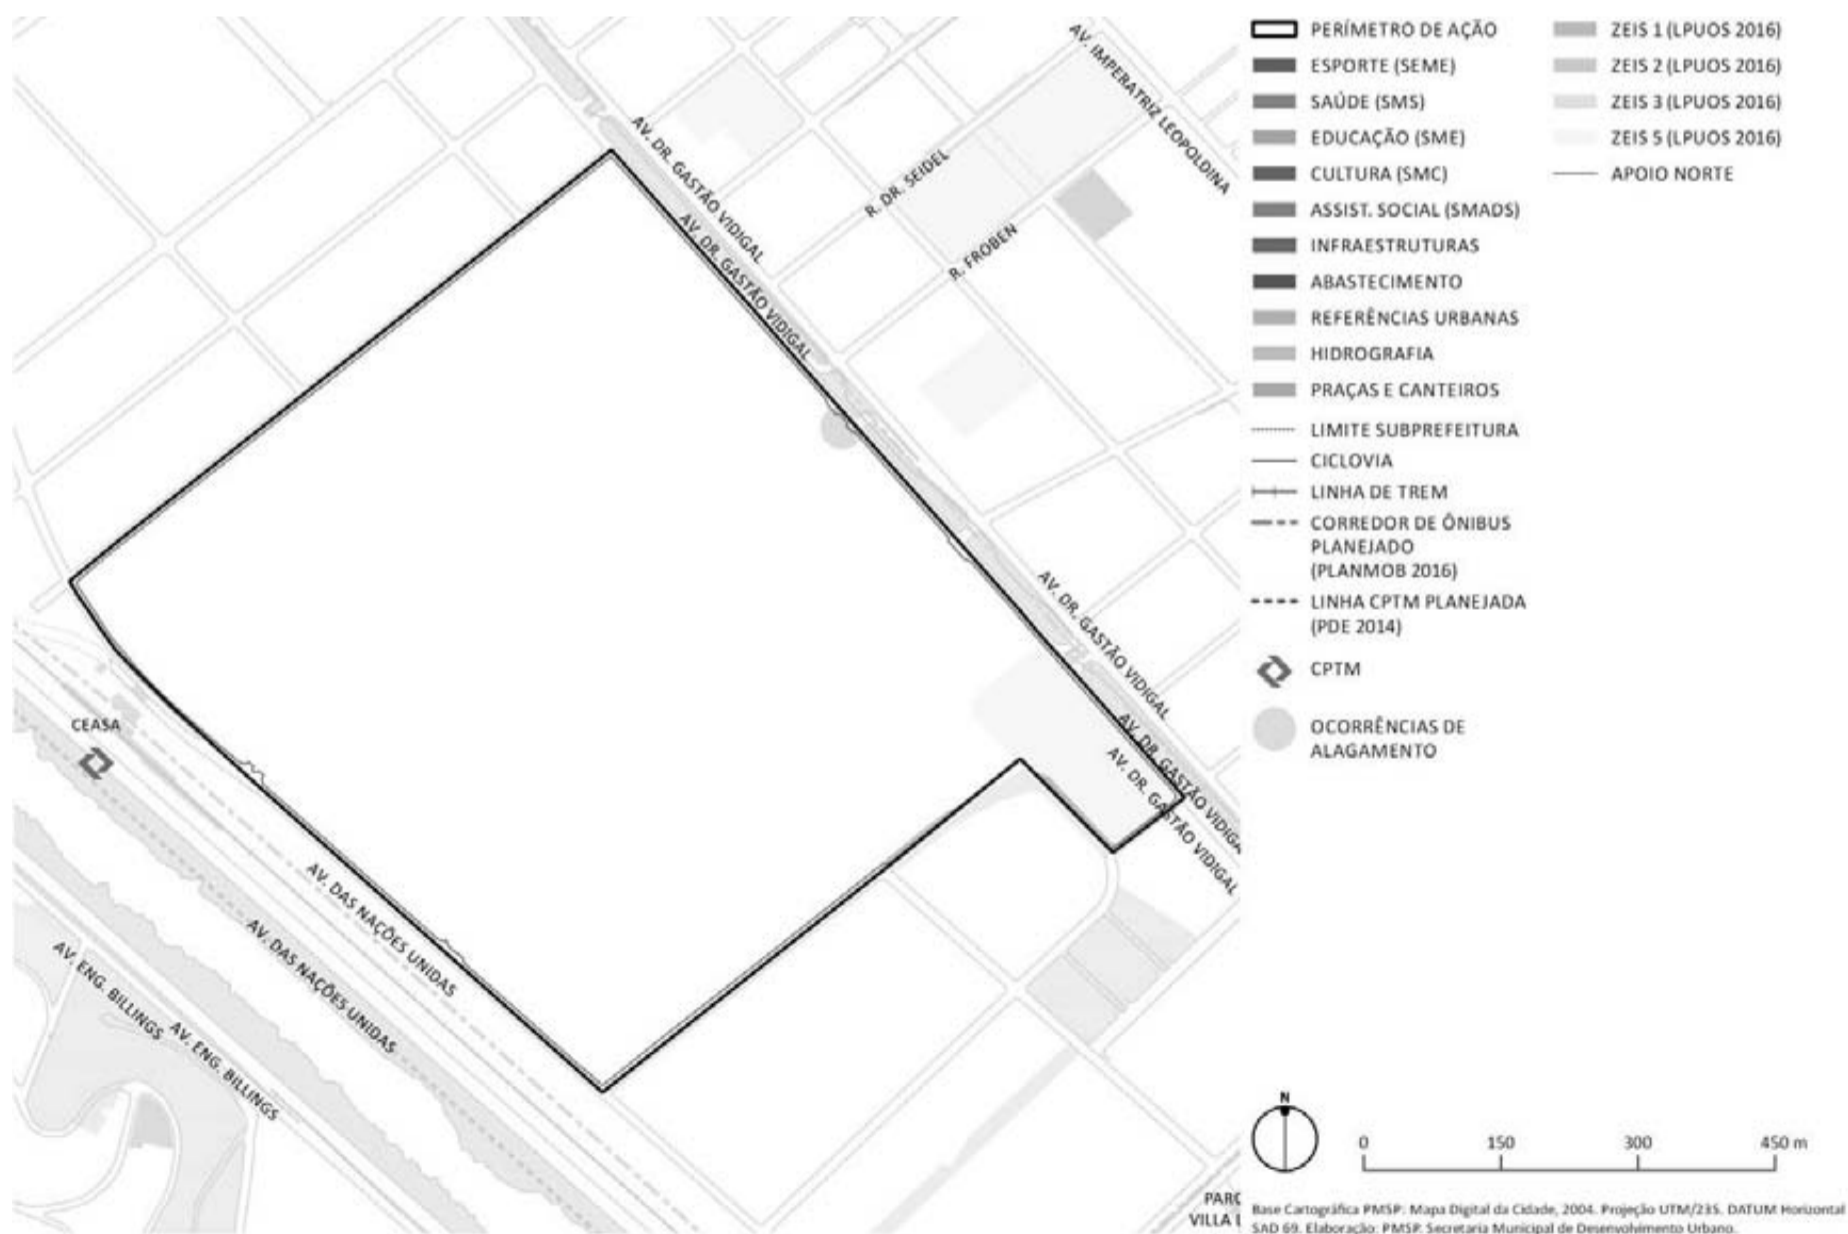 AV. IMPERATRIZ LEOPOLDINA
AV. DR. GASTÃO VIDIGAL
AV. DR. GASTÃO VIDIGAL
R. DR. SEIDEL
R. FROBEN
AV. DR. GASTÃO VIDIGAL
AV. DR. GASTÃO VIDIGAL
AV. DR. GASTÃO VIDIGAL
CEASA
AV. DAS NAÇÕES UNIDAS
AV. DAS NAÇÕES UNIDAS
AV. ENG. BILLINGS
AV. ENG. BILLINGS
PARQ
VILLA L
PERÍMETRO DE AÇÃO
ESPORTE (SEME)
SAÚDE (SMS)
EDUCAÇÃO (SME)
CULTURA (SMC)
ASSIST. SOCIAL (SMADS)
INFRAESTRUTURAS
ABASTECIMENTO
REFERÊNCIAS URBANAS
HIDROGRAFIA
PRAÇAS E CANTEIROS
LIMITE SUBPREFEITURA
CICLOVIA
LINHA DE TREM
CORREDOR DE ÔNIBUS
PLANEJADO
(PLANMOB 2016)
LINHA CPTM PLANEJADA
(PDE 2014)
CPTM
OCORRÊNCIAS DE
ALAGAMENTO
ZEIS 1 (LPUOS 2016)
ZEIS 2 (LPUOS 2016)
ZEIS 3 (LPUOS 2016)
ZEIS 5 (LPUOS 2016)
APOIO NORTE
N
0 150 300 450 m
Base Cartográfica PMSP: Mapa Digital da Cidade, 2004. Projeção UTM/23S. DATUM Horizontal
SAD 69. Elaboração: PMSP. Secretaria Municipal de Desenvolvimento Urbano.